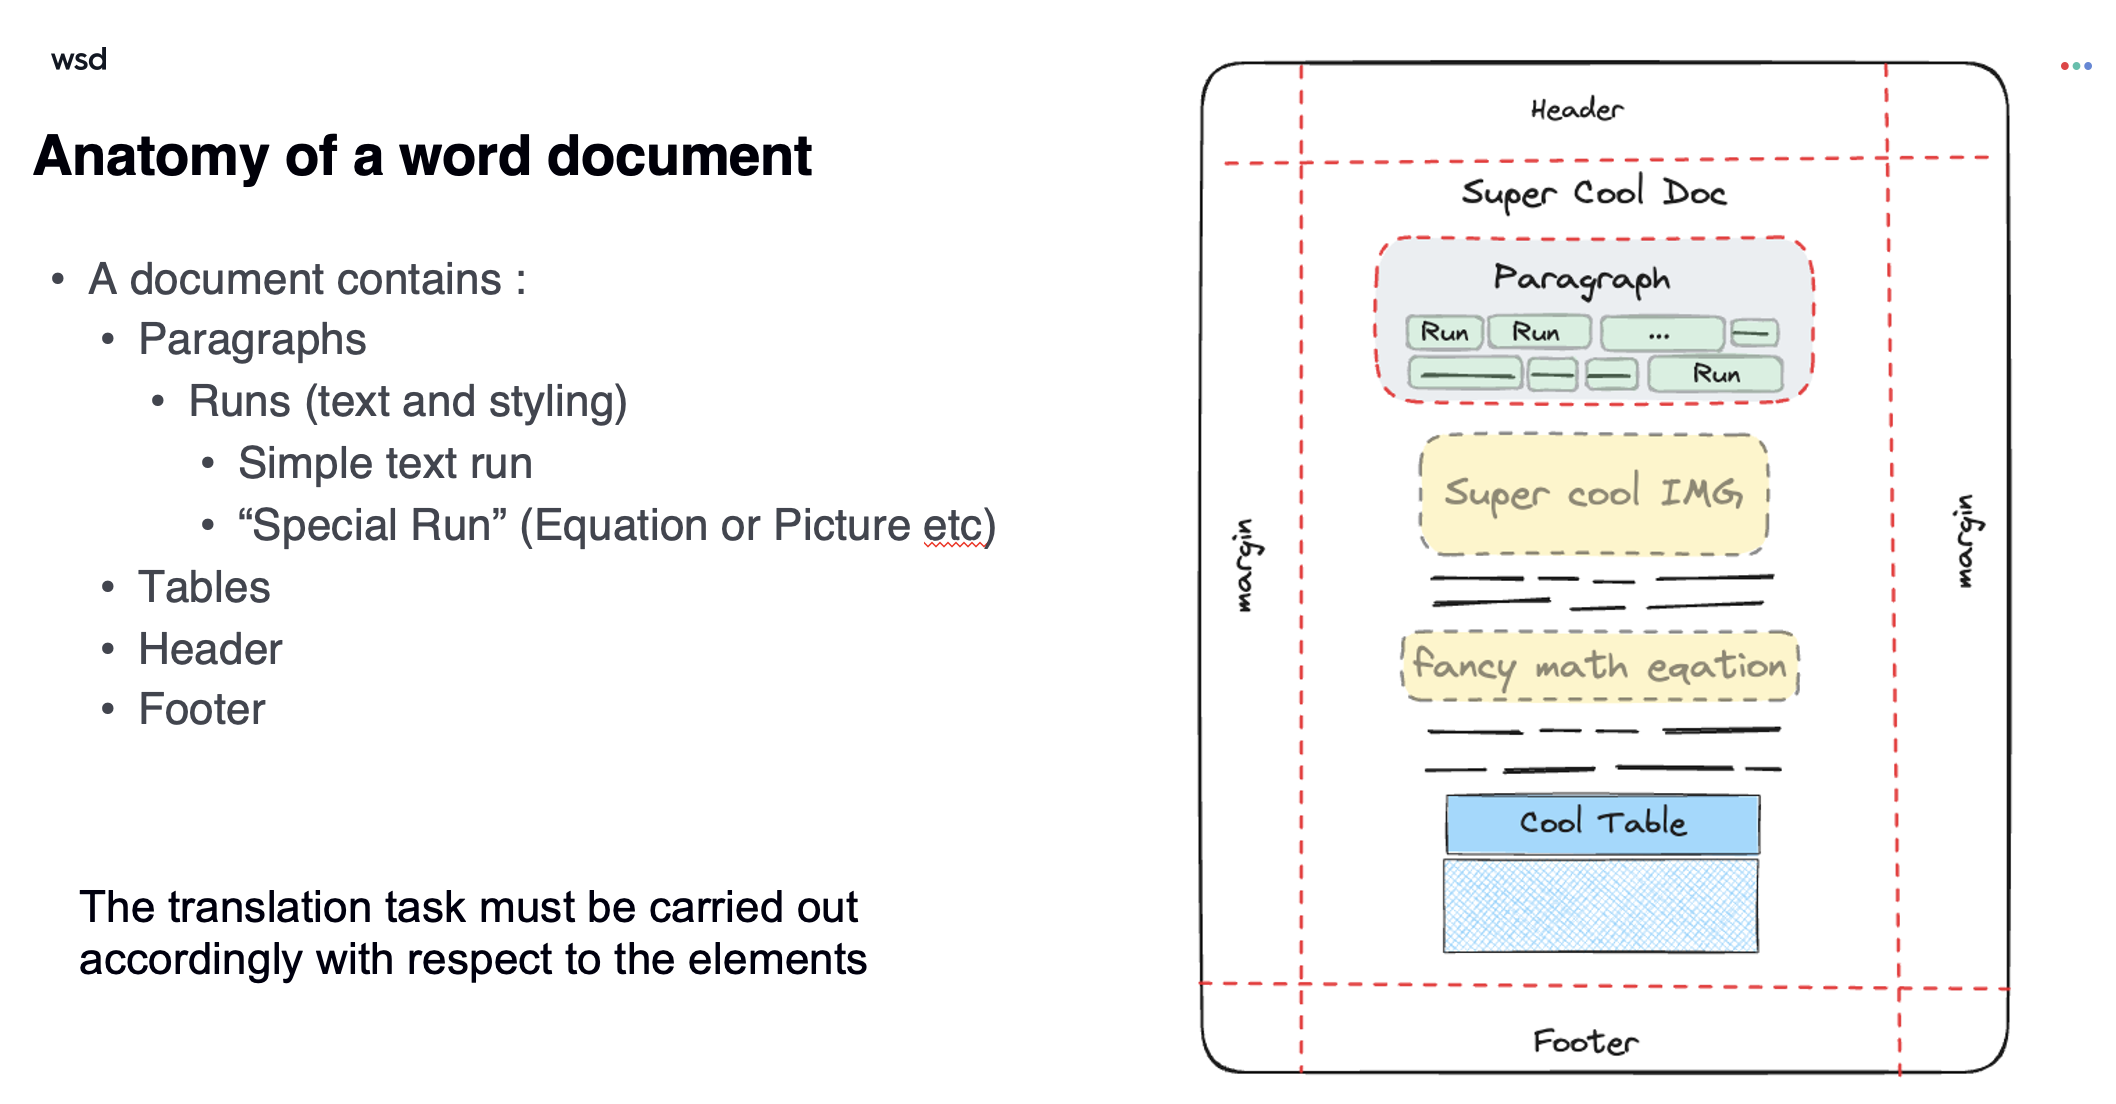 wsd
Anatomy of a word document
• A document contains :
• Paragraphs
• Runs (text and styling)
• Simple text run
• “Special Run” (Equation or Picture etc)
• Tables
• Header
• Footer
The translation task must be carried out
accordingly with respect to the elements
Header
Super Cool Doc
Paragraph
Run Run ...
Run
Super cool IMG
margin
margin
fancy math eqation
Cool Table
Footer